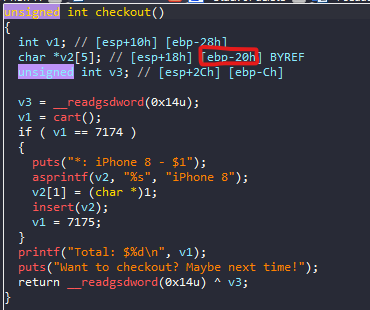 unsigned int checkout()
{
int v1; // [esp+10h] [ebp-28h]
char *v2[5]; // [esp+18h] [ebp-20h] BYREF
unsigned int v3; // [esp+2Ch] [ebp-Ch]
v3 = __readgsdword(0x14u);
v1 = cart();
if ( v1 == 7174 )
{
puts("*: iPhone 8 - $1");
asprintf(v2, "%s", "iPhone 8");
v2[1] = (char *)1;
insert(v2);
v1 = 7175;
}
printf("Total: $%d\n", v1);
puts("Want to checkout? Maybe next time!");
return __readgsdword(0x14u) ^ v3;
}